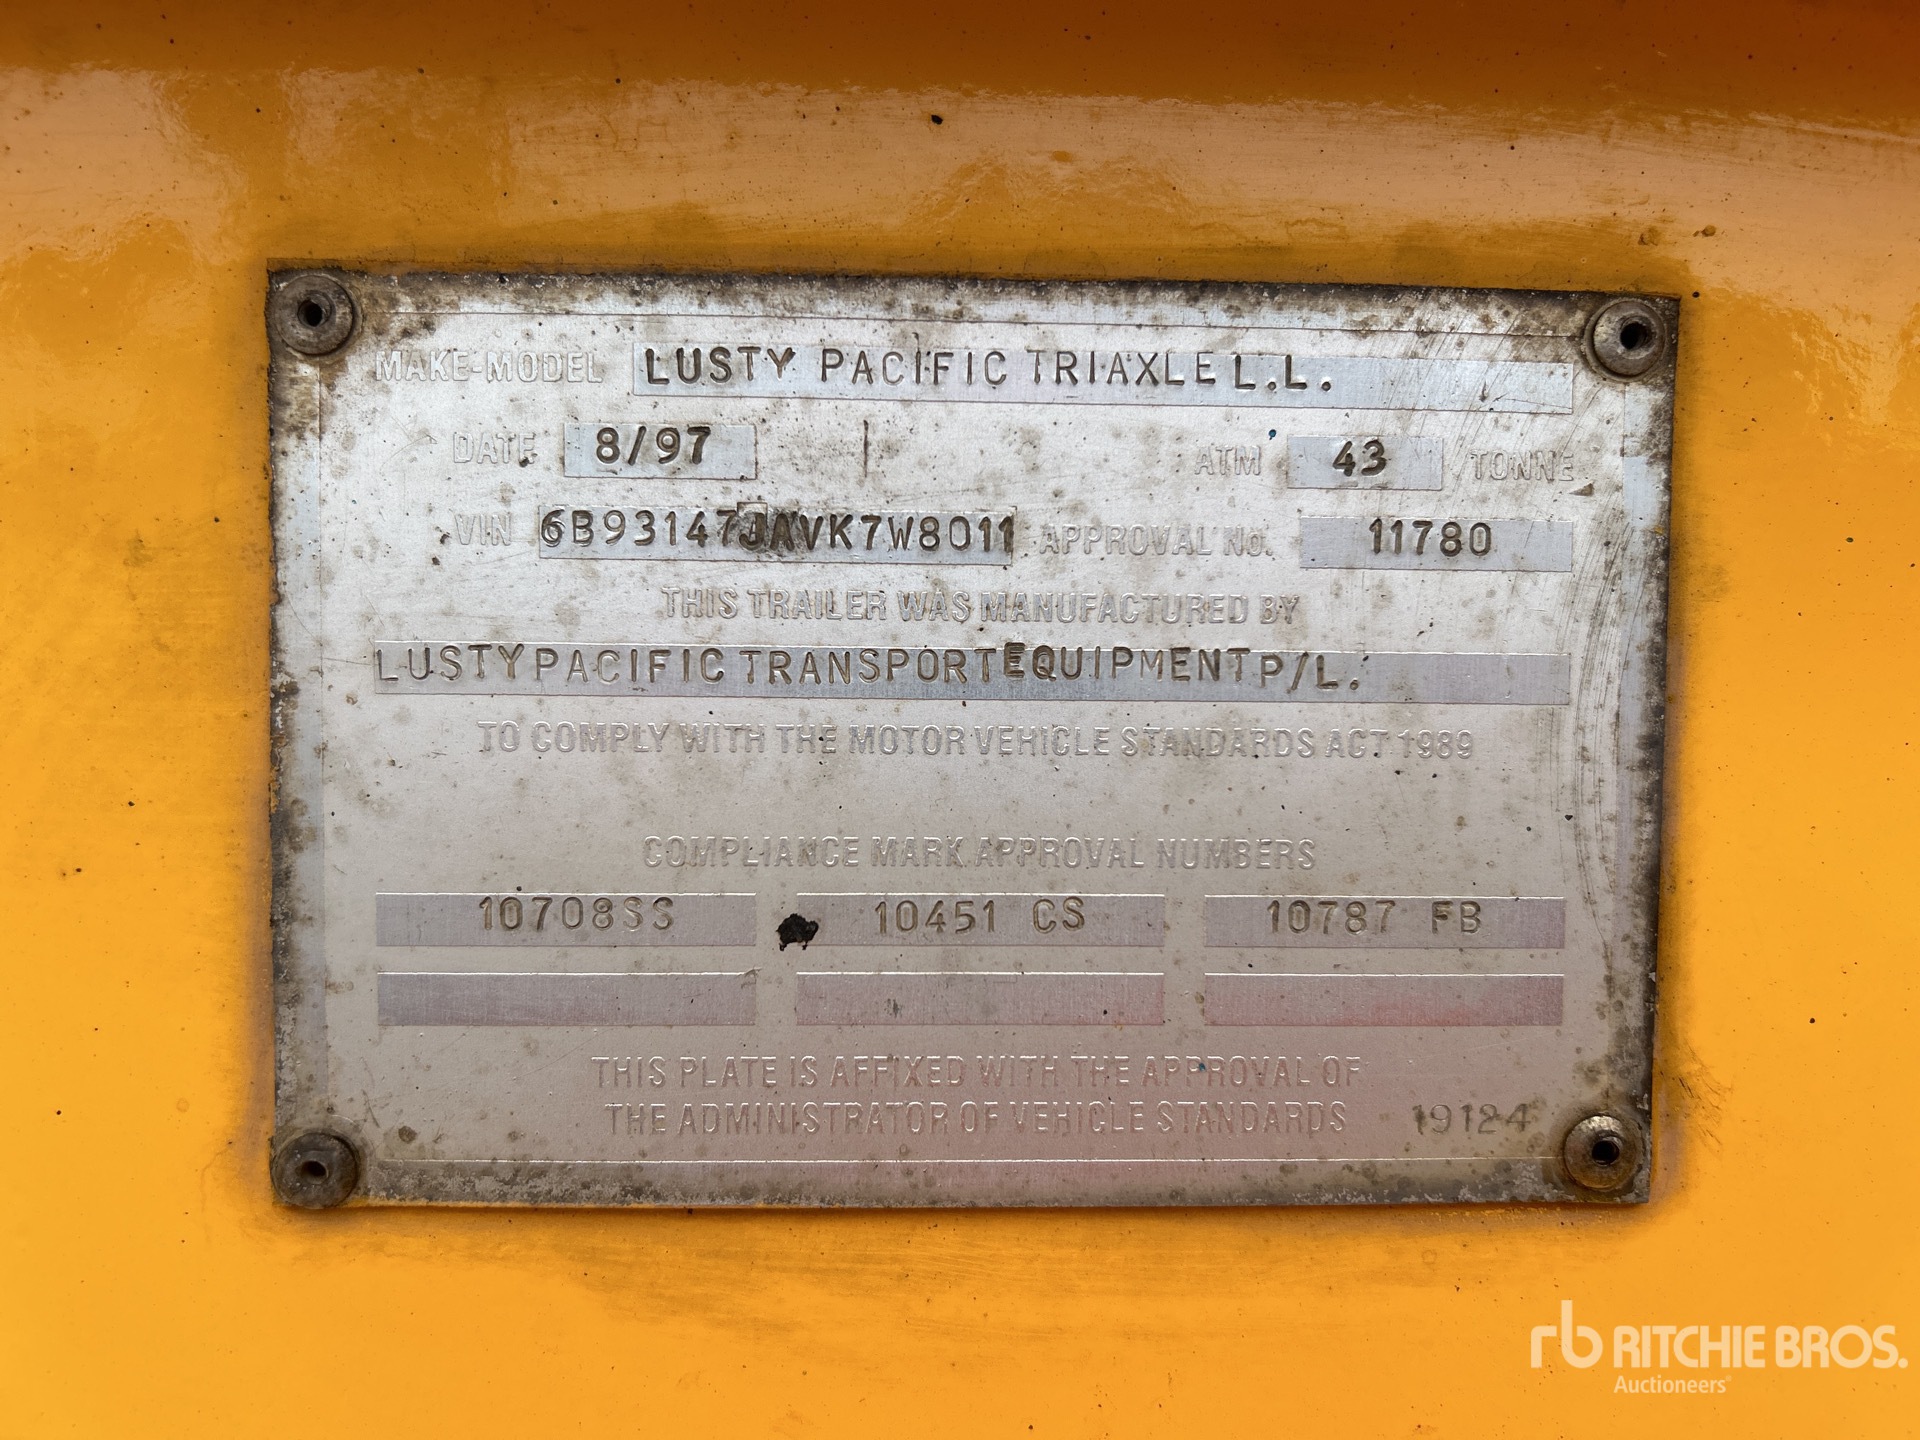 MAKE-MODEL LUSTY PACIFIC TRIAXLE L.L.
DATE 8/97 ATM 43 TONNE
VIN 6B93147JAVK7W8011 APPROVAL No. 11780
THIS TRAILER WAS MANUFACTURED BY
LUSTY PACIFIC TRANSPORT EQUIPMENT P/L.
TO COMPLY WITH THE MOTOR VEHICLE STANDARDS ACT 1989
COMPLIANCE MARK APPROVAL NUMBERS
10708SS 10451 CS 10787 FB
THIS PLATE IS AFFIXED WITH THE APPROVAL OF
THE ADMINISTRATOR OF VEHICLE STANDARDS 19124
rb RITCHIE BROS.
Auctioneers